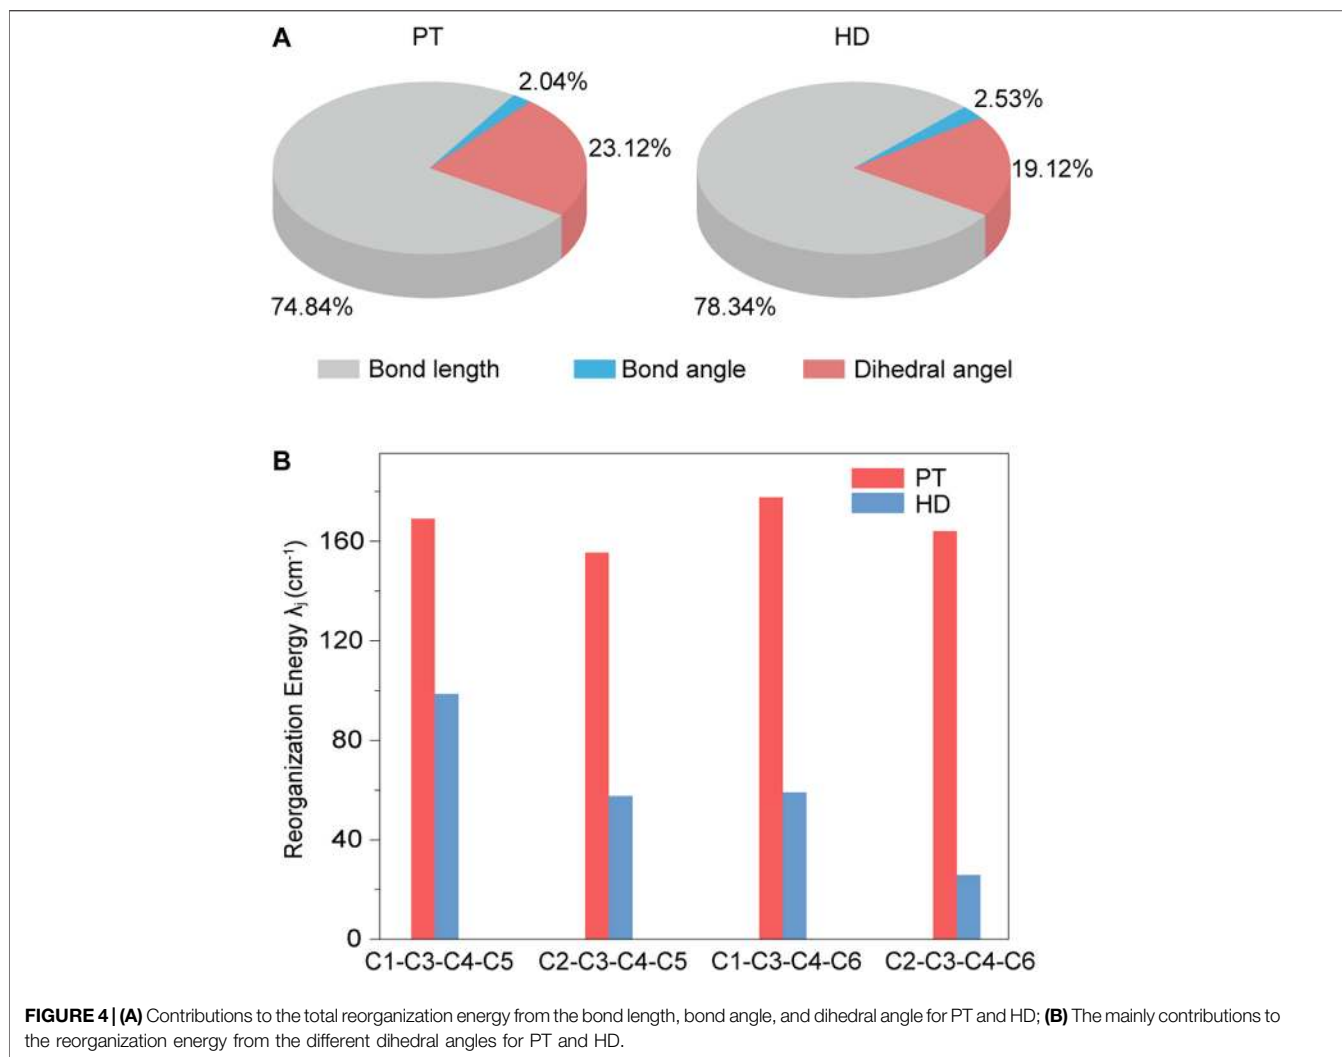 A
PT
HD
2.04%
2.53%
23.12%
19.12%
74.84%
78.34%
Bond length
Bond angle
Dihedral angel
B
PT
HD
Reorganization Energy λj (cm-1)
160
120
80
40
0
C1-C3-C4-C5
C2-C3-C4-C5
C1-C3-C4-C6
C2-C3-C4-C6
FIGURE 4 | (A) Contributions to the total reorganization energy from the bond length, bond angle, and dihedral angle for PT and HD; (B) The mainly contributions to
the reorganization energy from the different dihedral angles for PT and HD.